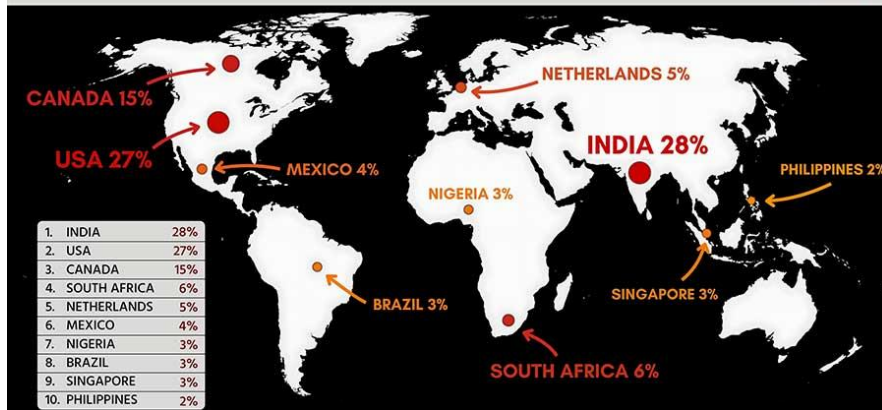 CANADA 15%
USA 27%
MEXICO 4%
NETHERLANDS 5%
INDIA 28%
PHILIPPINES 2%
NIGERIA 3%
SINGAPORE 3%
BRAZIL 3%
SOUTH AFRICA 6%
1. INDIA 28%
2. USA 27%
3. CANADA 15%
4. SOUTH AFRICA 6%
5. NETHERLANDS 5%
6. MEXICO 4%
7. NIGERIA 3%
8. BRAZIL 3%
9. SINGAPORE 3%
10. PHILIPPINES 2%